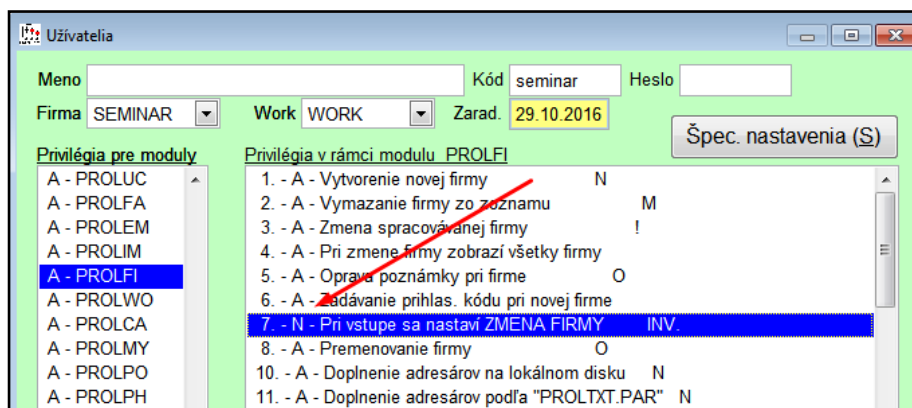 Užívatelia
Meno Kód seminar Heslo
Firma SEMINAR Work WORK Zarad. 29.10.2016
Špec. nastavenia (S)
Privilégia pre moduly Privilégia v rámci modulu PROLFI
A - PROLUC 1. - A - Vytvorenie novej firmy N
A - PROLFA 2. - A - Vymazanie firmy zo zoznamu M
A - PROLEM 3. - A - Zmena spracovávanej firmy !
A - PROLIM 4. - A - Pri zmene firmy zobrazí všetky firmy
A - PROLFI 5. - A - Oprava poznámky pri firme O
A - PROLWO 6. - A - Zadávanie prihlas. kódu pri novej firme
A - PROLCA 7. - N - Pri vstupe sa nastaví ZMENA FIRMY INV.
A - PROLMY 8. - A - Premenovanie firmy O
A - PROLPO 10. - A - Doplnenie adresárov na lokálnom disku N
A - PROLPH 11. - A - Doplnenie adresárov podľa "PROLTXT.PAR" N